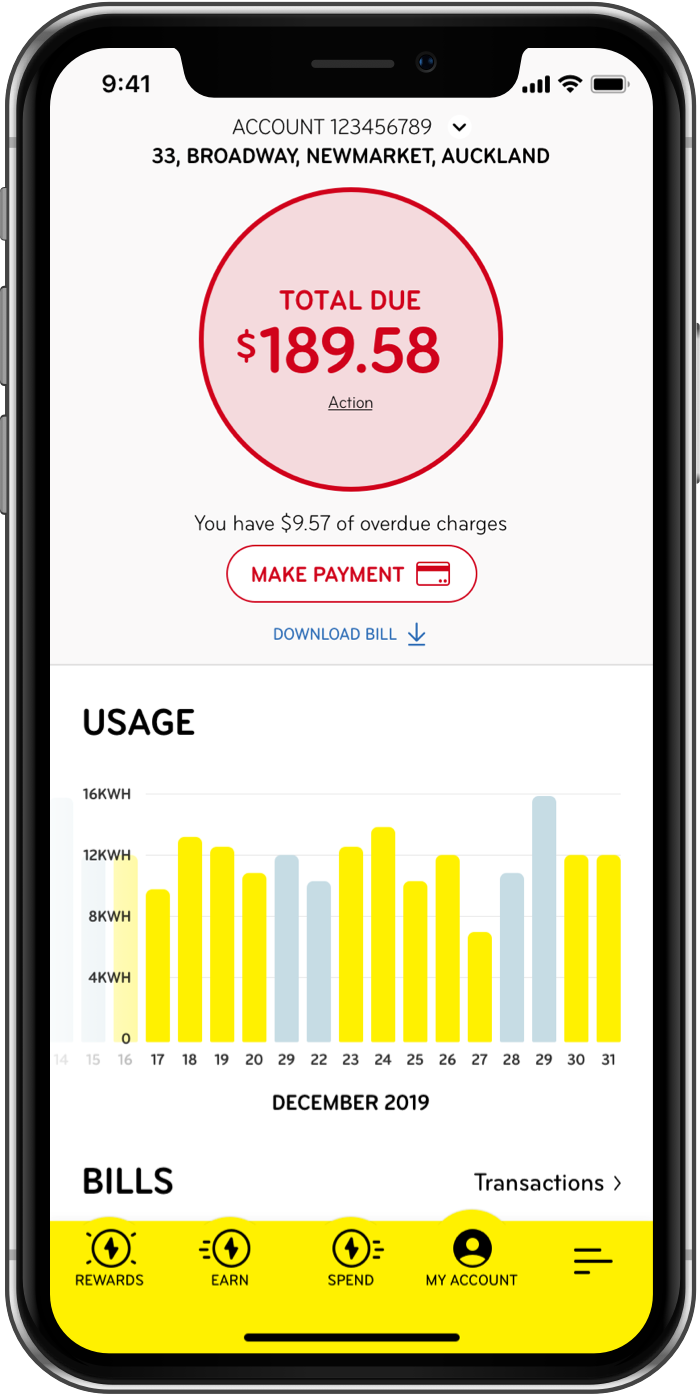 9:41
ACCOUNT 123456789
33, BROADWAY, NEWMARKET, AUCKLAND
TOTAL DUE
$189.58
Action
You have $9.57 of overdue charges
MAKE PAYMENT
DOWNLOAD BILL
USAGE
16KWH
12KWH
8KWH
4KWH
0
14 15 16 17 18 19 20 29 22 23 24 25 26 27 28 29 30 31
DECEMBER 2019
BILLS
Transactions
REWARDS EARN SPEND MY ACCOUNT